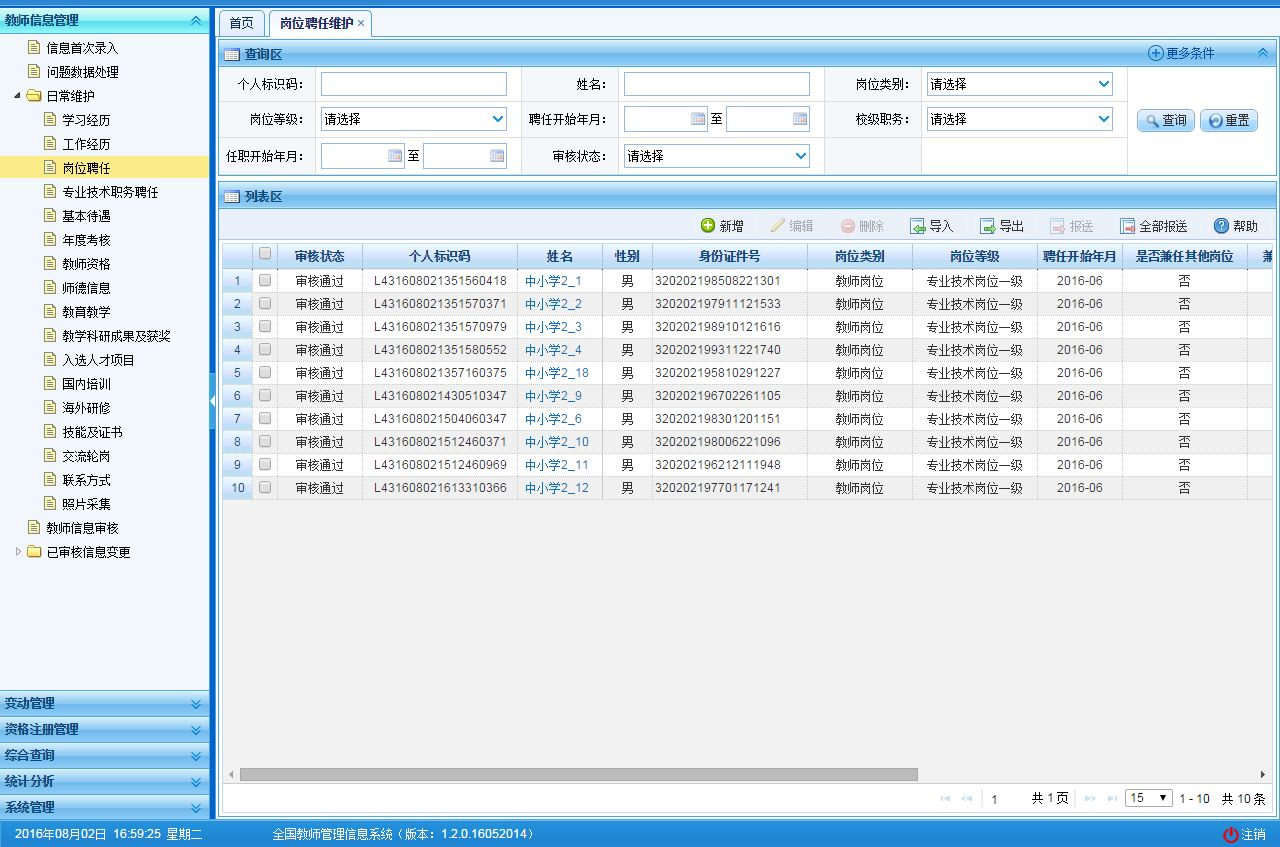 教师信息管理
信息首次录入
问题数据处理
日常维护
学习经历
工作经历
岗位聘任
专业技术职务聘任
基本待遇
年度考核
教师资格
师德信息
教育教学
教学科研成果及获奖
入选人才项目
国内培训
海外研修
技能及证书
交流轮岗
联系方式
照片采集
教师信息审核
已审核信息变更
变动管理
资格注册管理
综合查询
统计分析
系统管理
首页 岗位聘任维护 ×
查询区 更多条件
个人标识码： 姓名： 岗位类别： 请选择
岗位等级： 请选择 聘任开始年月： 至 校级职务： 请选择 查询 重置
任职开始年月： 至 审核状态： 请选择
列表区
新增 编辑 删除 导入 导出 报送 全部报送 帮助
审核状态 个人标识码 姓名 性别 身份证件号 岗位类别 岗位等级 聘任开始年月 是否兼任其他岗位
1 审核通过 L431608021351560418 中小学2_1 男 320202198508221301 教师岗位 专业技术岗位一级 2016-06 否
2 审核通过 L431608021351570371 中小学2_2 男 320202197911121533 教师岗位 专业技术岗位一级 2016-06 否
3 审核通过 L431608021351570979 中小学2_3 男 320202198910121616 教师岗位 专业技术岗位一级 2016-06 否
4 审核通过 L431608021351580552 中小学2_4 男 320202199311221740 教师岗位 专业技术岗位一级 2016-06 否
5 审核通过 L431608021357160375 中小学2_18 男 320202195810291227 教师岗位 专业技术岗位一级 2016-06 否
6 审核通过 L431608021430510347 中小学2_9 男 320202196702261105 教师岗位 专业技术岗位一级 2016-06 否
7 审核通过 L431608021504060347 中小学2_6 男 320202198301201151 教师岗位 专业技术岗位一级 2016-06 否
8 审核通过 L431608021512460371 中小学2_10 男 320202198006221096 教师岗位 专业技术岗位一级 2016-06 否
9 审核通过 L431608021512460969 中小学2_11 男 320202196212111948 教师岗位 专业技术岗位一级 2016-06 否
10 审核通过 L431608021613310366 中小学2_12 男 320202197701171241 教师岗位 专业技术岗位一级 2016-06 否
1 共 1 页 15 1 - 10 共 10 条
2016年08月02日 16:59:25 星期二 全国教师管理信息系统（版本：1.2.0.16052014） 注销